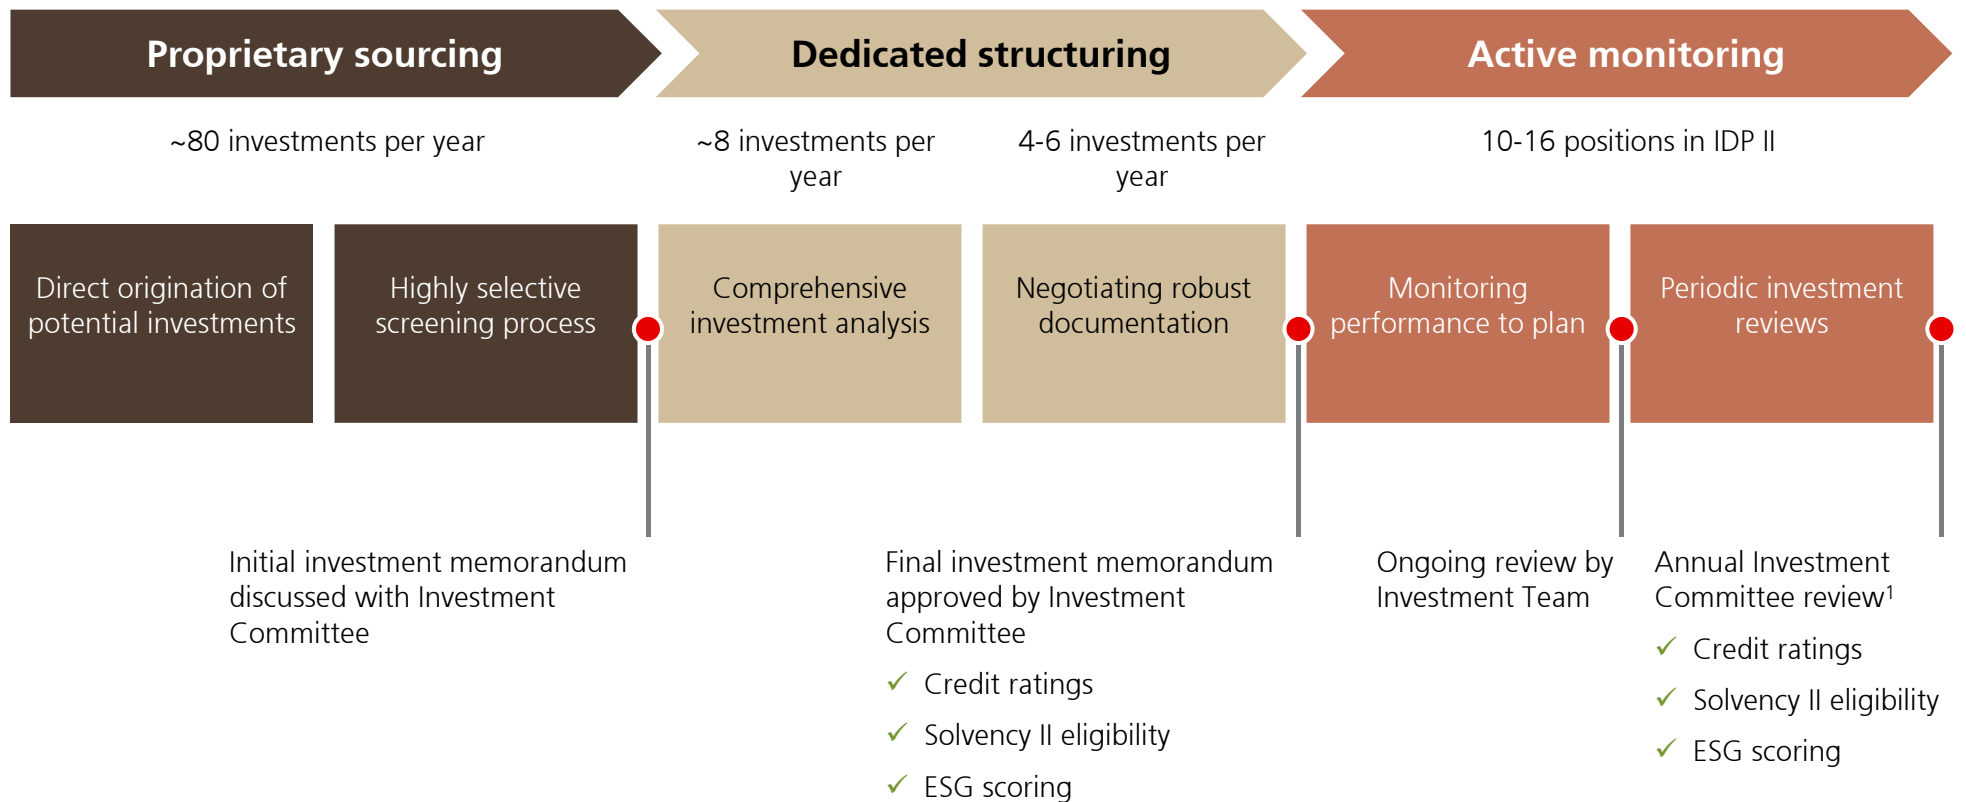 Proprietary sourcing
Dedicated structuring
Active monitoring
~80 investments per year
~8 investments per
year
4-6 investments per
year
10-16 positions in IDP II
Direct origination of
potential investments
Highly selective
screening process
Comprehensive
investment analysis
Negotiating robust
documentation
Monitoring
performance to plan
Periodic investment
reviews
Initial investment memorandum
discussed with Investment
Committee
Final investment memorandum
approved by Investment
Committee
✓ Credit ratings
✓ Solvency II eligibility
✓ ESG scoring
Ongoing review by
Investment Team
Annual Investment
Committee review¹
✓ Credit ratings
✓ Solvency II eligibility
✓ ESG scoring